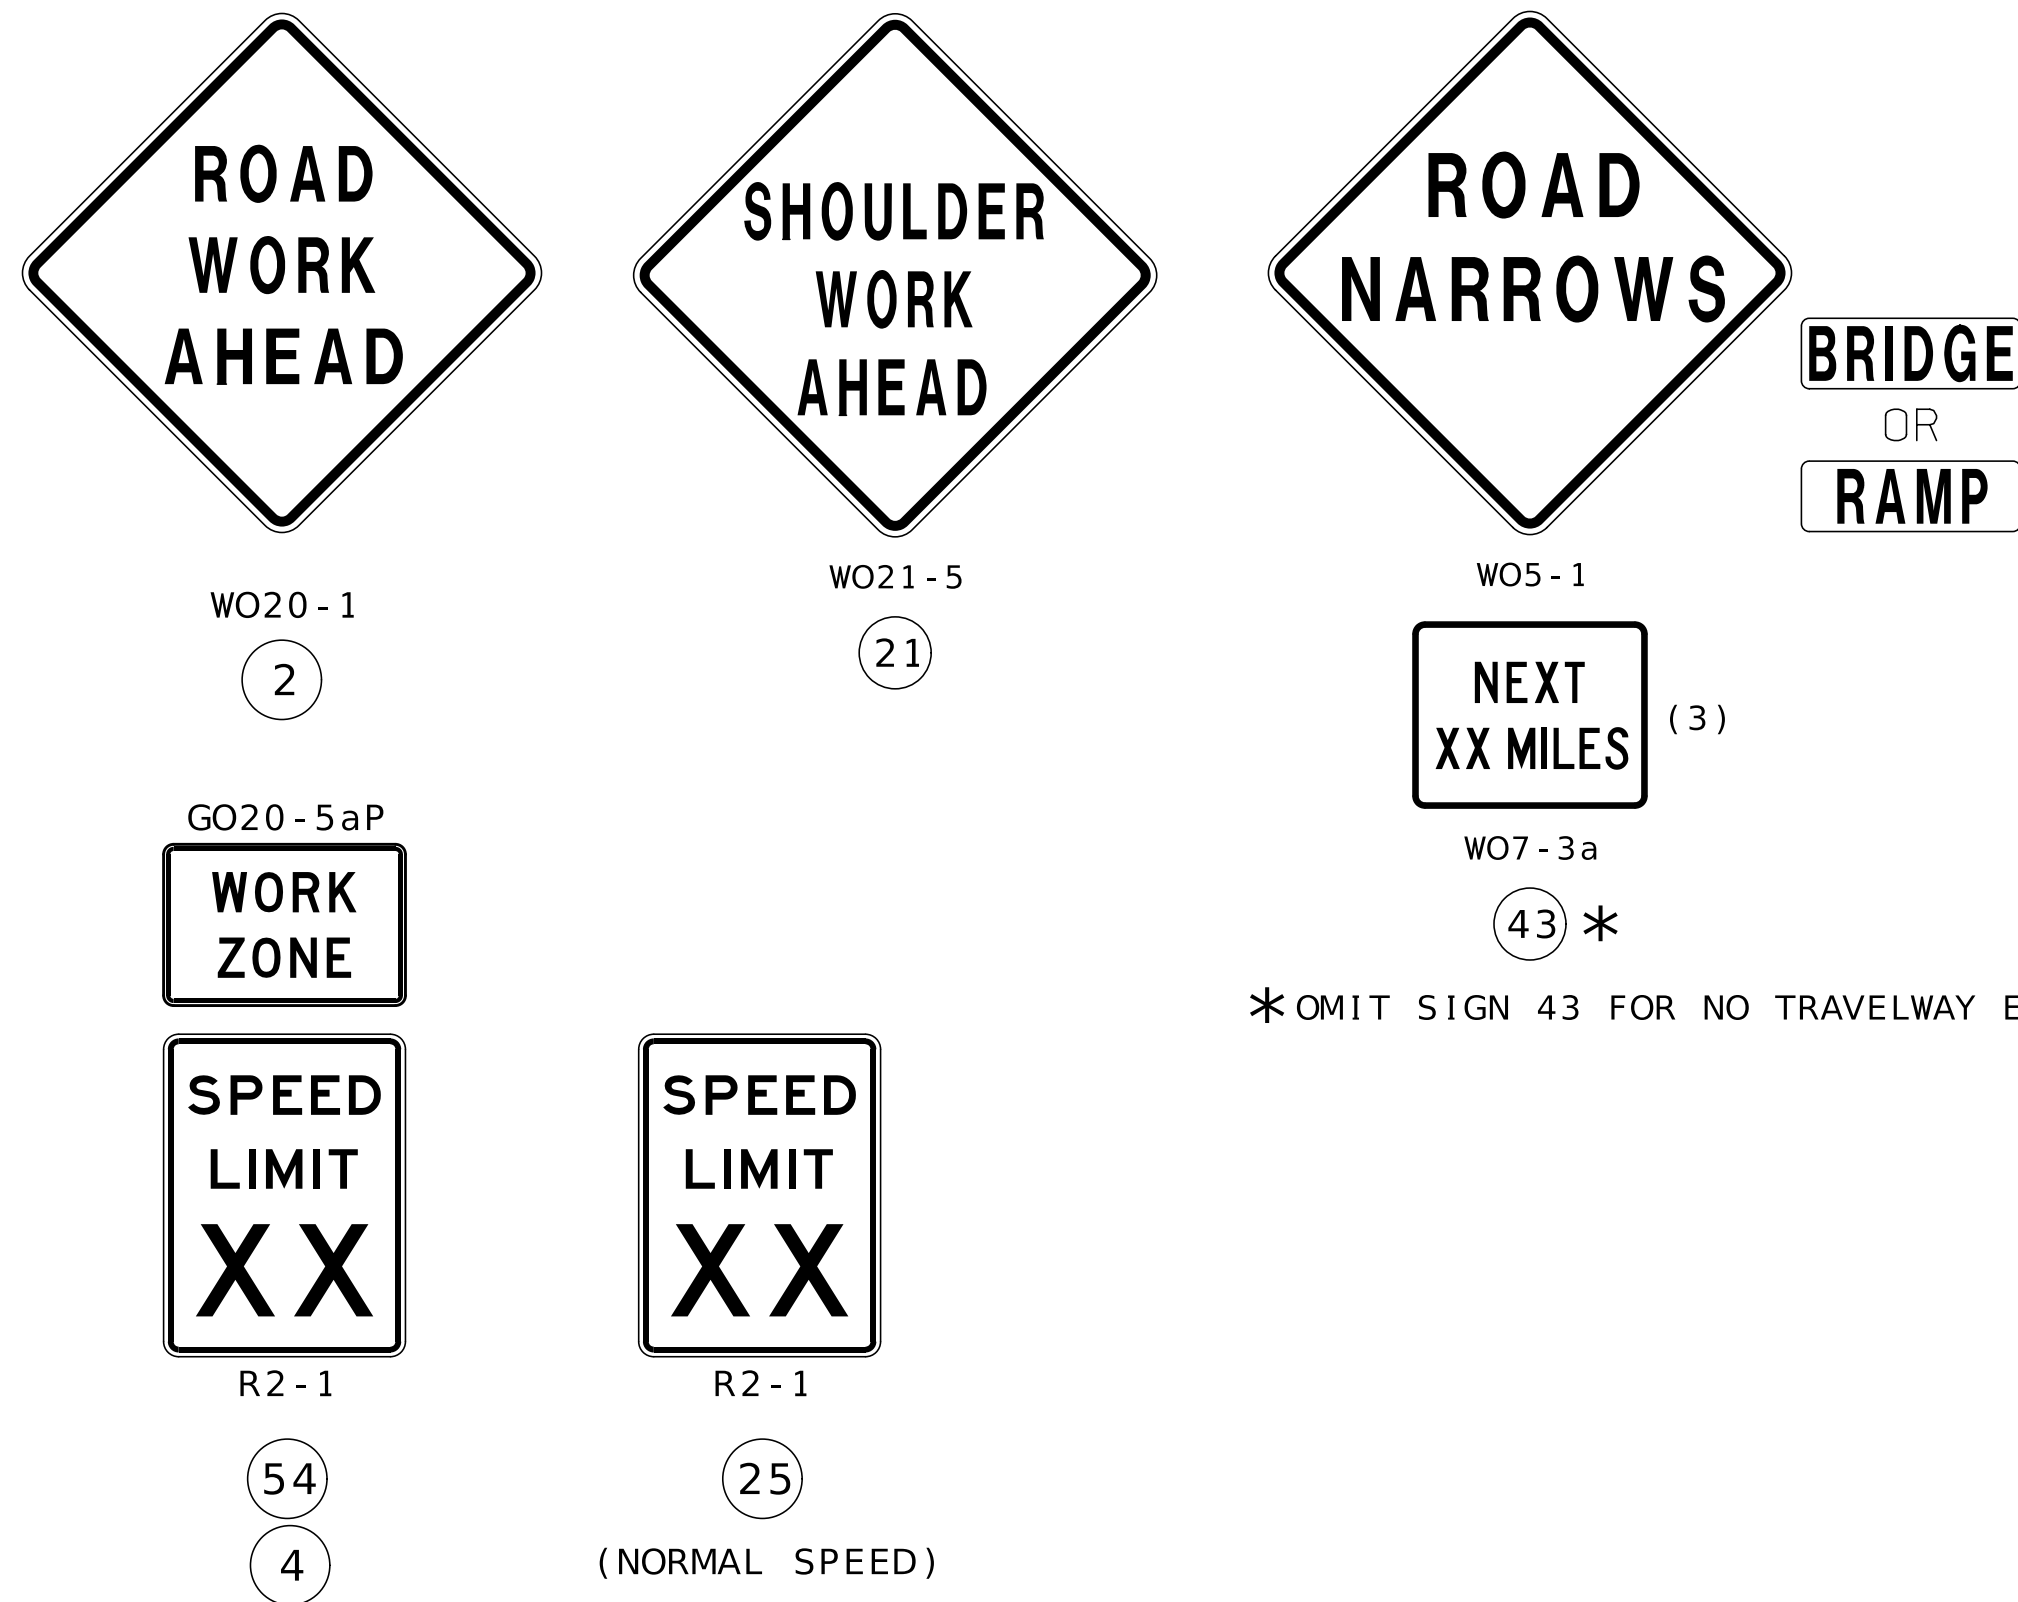 ROAD
WORK
AHEAD
WO20-1
2
SHOULDER
WORK
AHEAD
WO21-5
21
ROAD
NARROWS
BRIDGE
OR
RAMP
WO5-1
NEXT
XX MILES
(3)
WO7-3a
43 *
* OMIT SIGN 43 FOR NO TRAVELWAY
GO20-5aP
WORK
ZONE
SPEED
LIMIT
XX
R2-1
54
4
SPEED
LIMIT
XX
R2-1
25
(NORMAL SPEED)